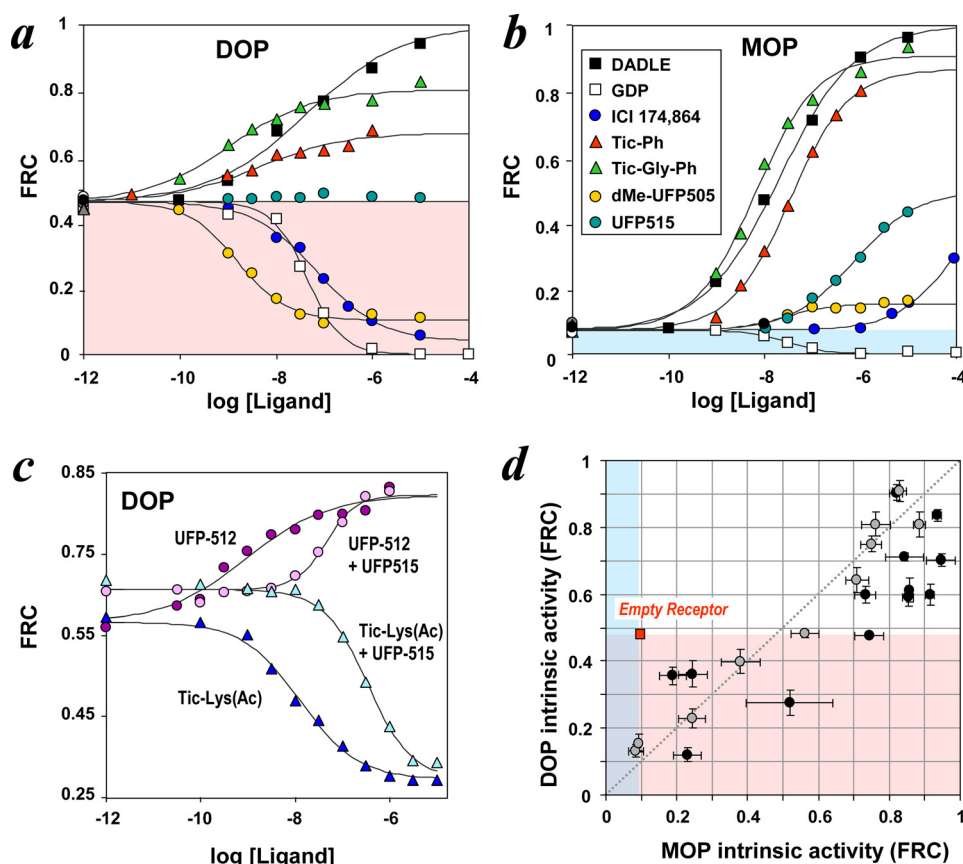 a
DOP
1
0.8
0.6
0.4
0.2
0
FRC
-12
-10
-8
-6
-4
log [Ligand]
b
MOP
1
0.8
0.6
0.4
0.2
0
FRC
DADLE
GDP
ICI 174,864
Tic-Ph
Tic-Gly-Ph
dMe-UFP505
UFP515
-12
-10
-8
-6
-4
log [Ligand]
c
DOP
0.85
0.75
0.65
0.55
0.45
0.35
0.25
FRC
UFP-512
UFP-512
+ UFP515
Tic-Lys(Ac)
+ UFP-515
Tic-Lys(Ac)
-12
-10
-8
-6
log [Ligand]
d
1
0.8
0.6
0.4
0.2
0
DOP intrinsic activity (FRC)
Empty Receptor
0
0.2
0.4
0.6
0.8
1
MOP intrinsic activity (FRC)